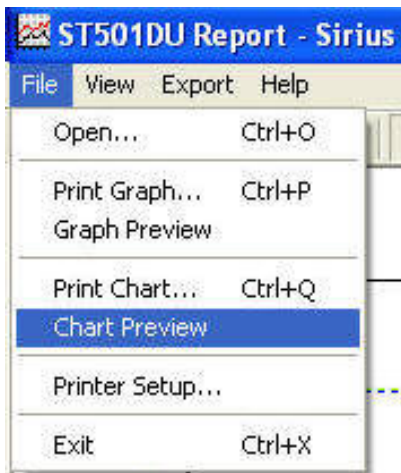 ST501DU Report - Sirius
File View Export Help
Open... Ctrl+O
Print Graph... Ctrl+P
Graph Preview
Print Chart... Ctrl+Q
Chart Preview
Printer Setup...
Exit Ctrl+X